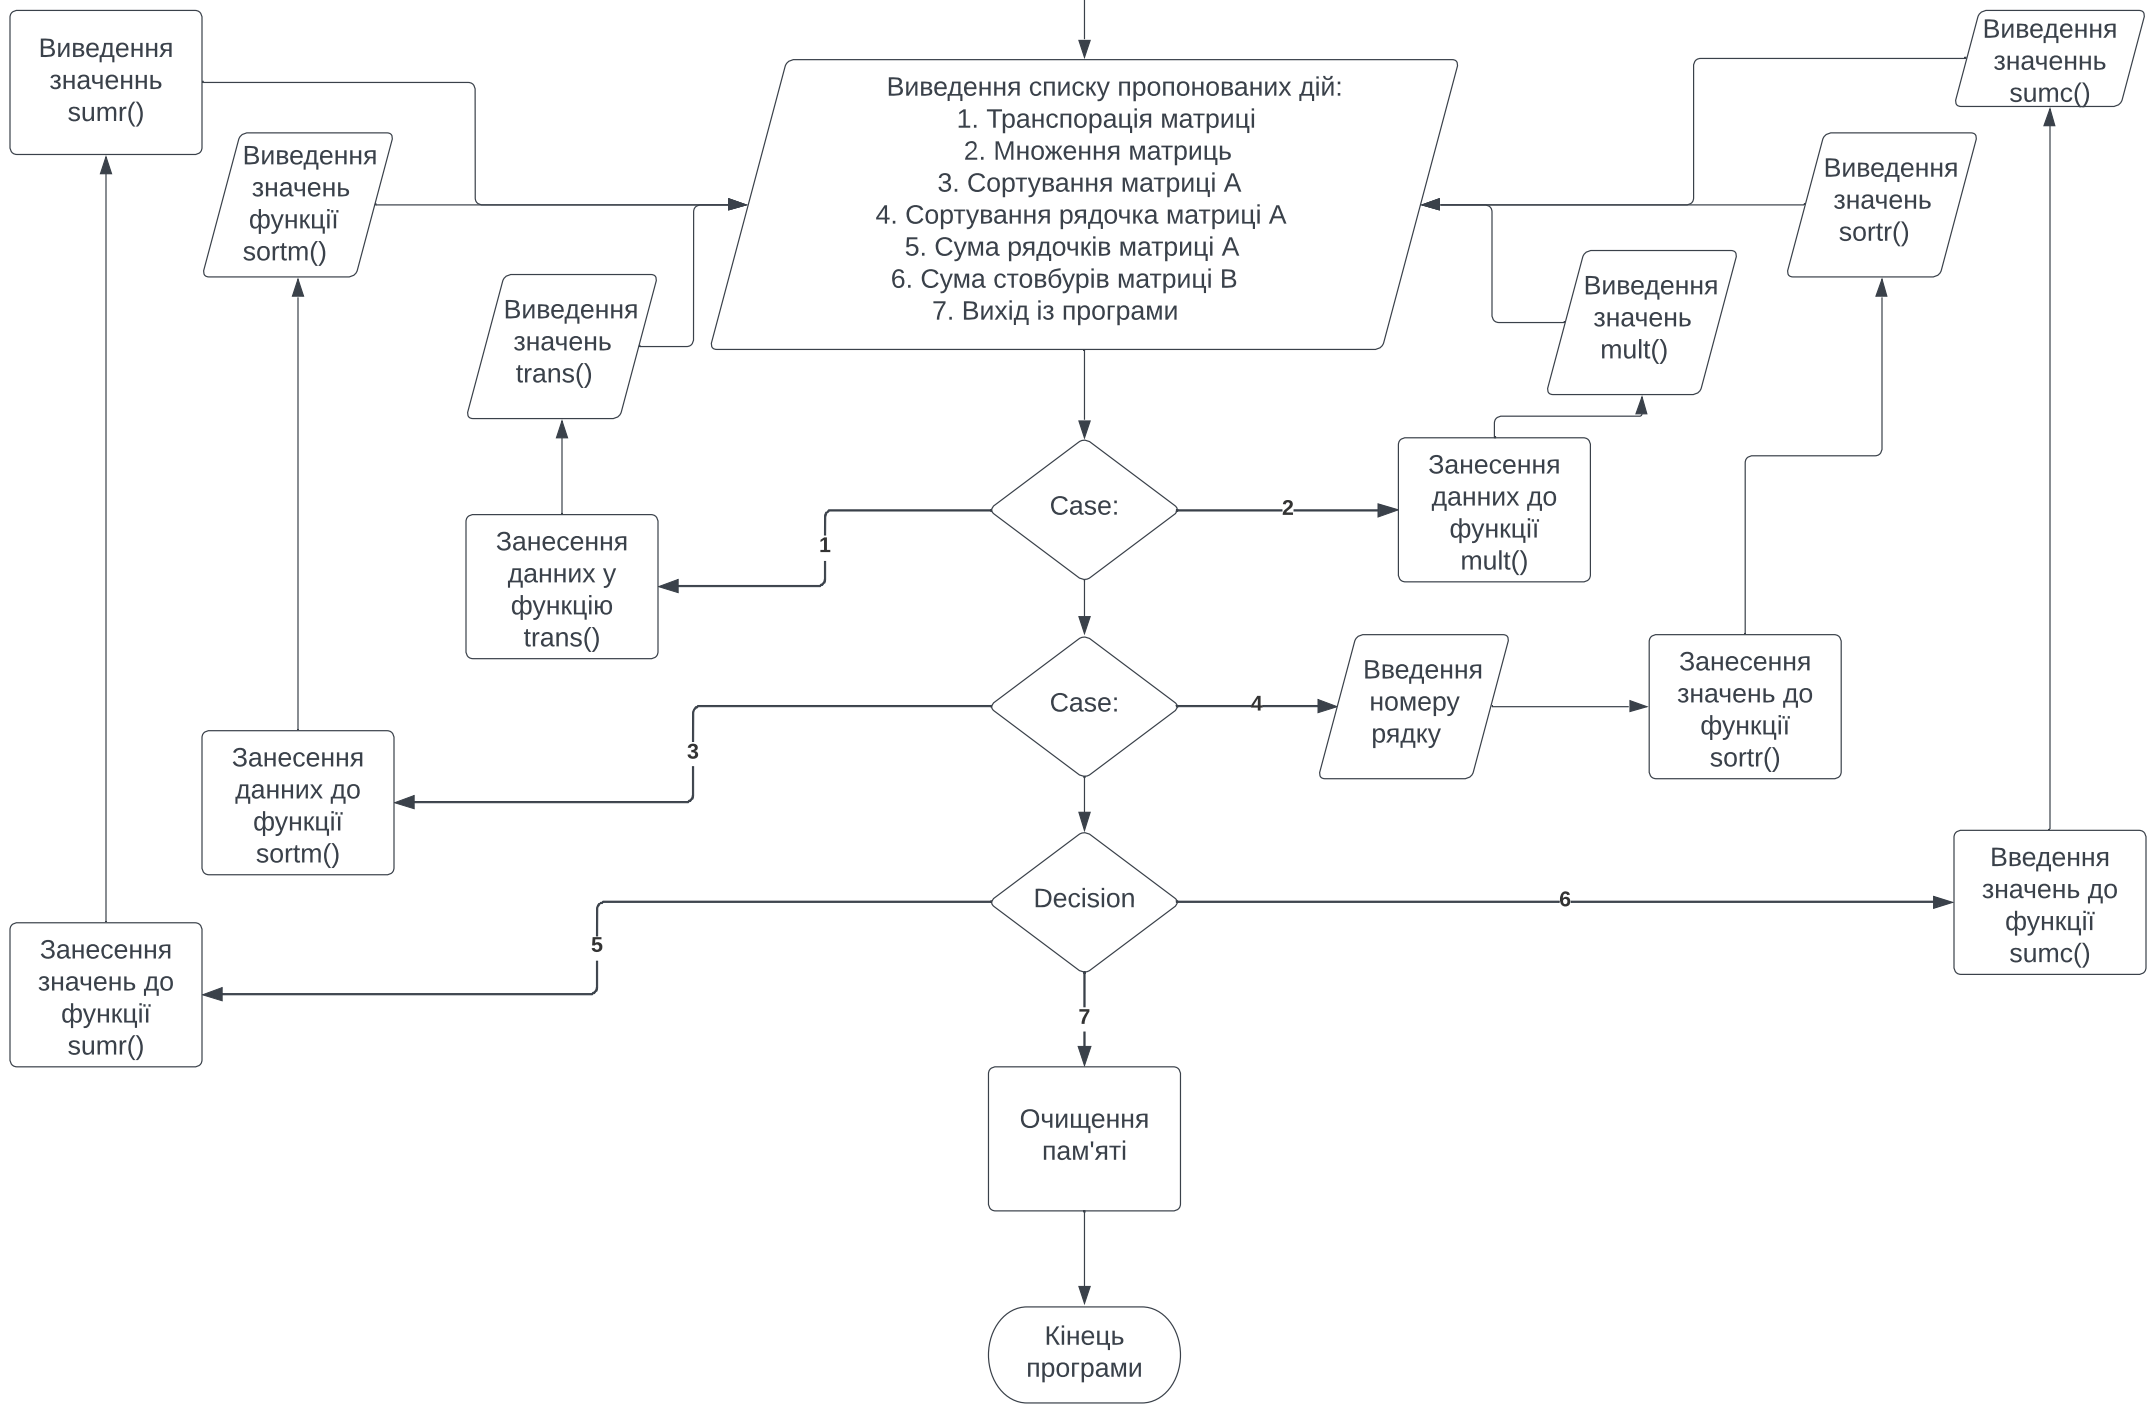 Виведення
значеннь
sumr()
Виведення
значень
функції
sortm()
Виведення
значень
trans()
Виведення списку пропонованих дій:
1. Транспорація матриці
2. Множення матриць
3. Сортування матриці А
4. Сортування рядочка матриці А
5. Сума рядочків матриці А
6. Сума стовбурів матриці В
7. Вихід із програми
Виведення
значеннь
sumc()
Виведення
значень
sortr()
Виведення
значень
mult()
Case:
1
2
Занесення
данних у
функцію
trans()
Занесення
данних до
функції
mult()
Case:
3
4
Занесення
данних до
функції
sortm()
Введення
номеру
рядку
Занесення
значень до
функції
sortr()
Decision
5
6
7
Занесення
значень до
функції
sumr()
Введення
значень до
функції
sumc()
Очищення
пам'яті
Кінець
програми